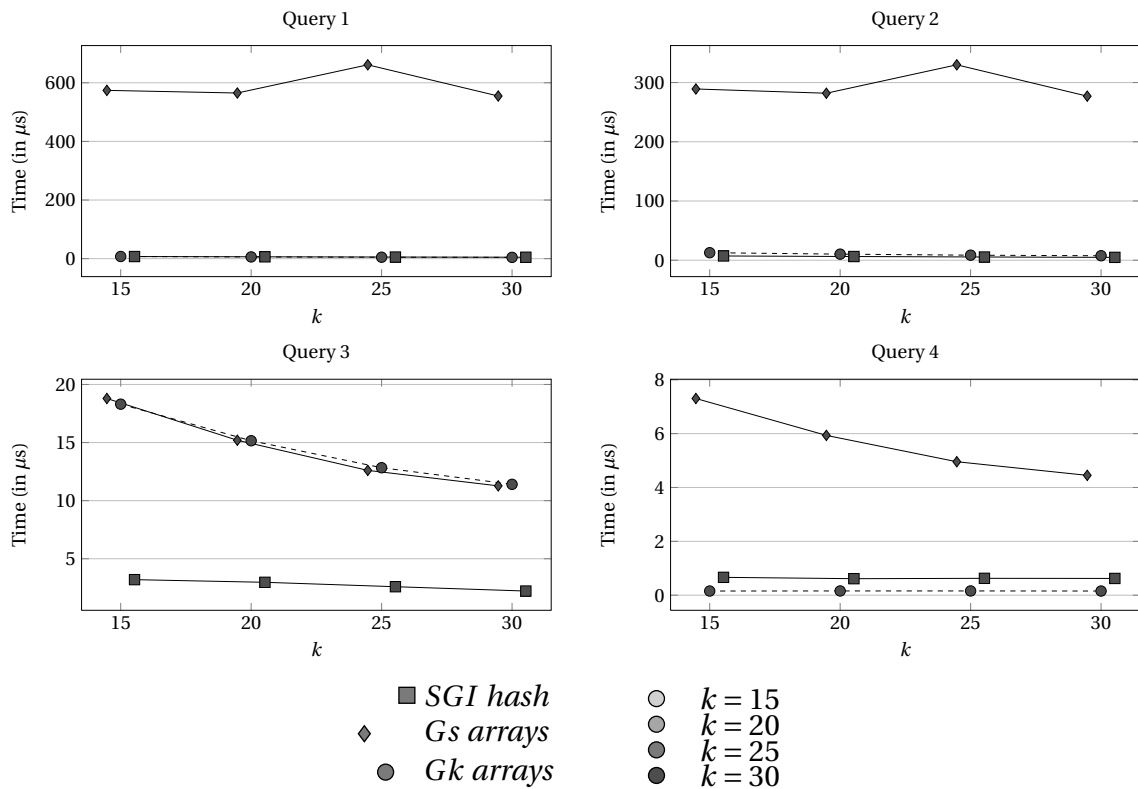 Query 1
Time (in μs)
600
400
200
0
15 20 25 30
k
Query 2
Time (in μs)
300
200
100
0
15 20 25 30
k
Query 3
Time (in μs)
20
15
10
5
15 20 25 30
k
Query 4
Time (in μs)
8
6
4
2
0
15 20 25 30
k
SGI hash
Gs arrays
Gk arrays
k = 15
k = 20
k = 25
k = 30